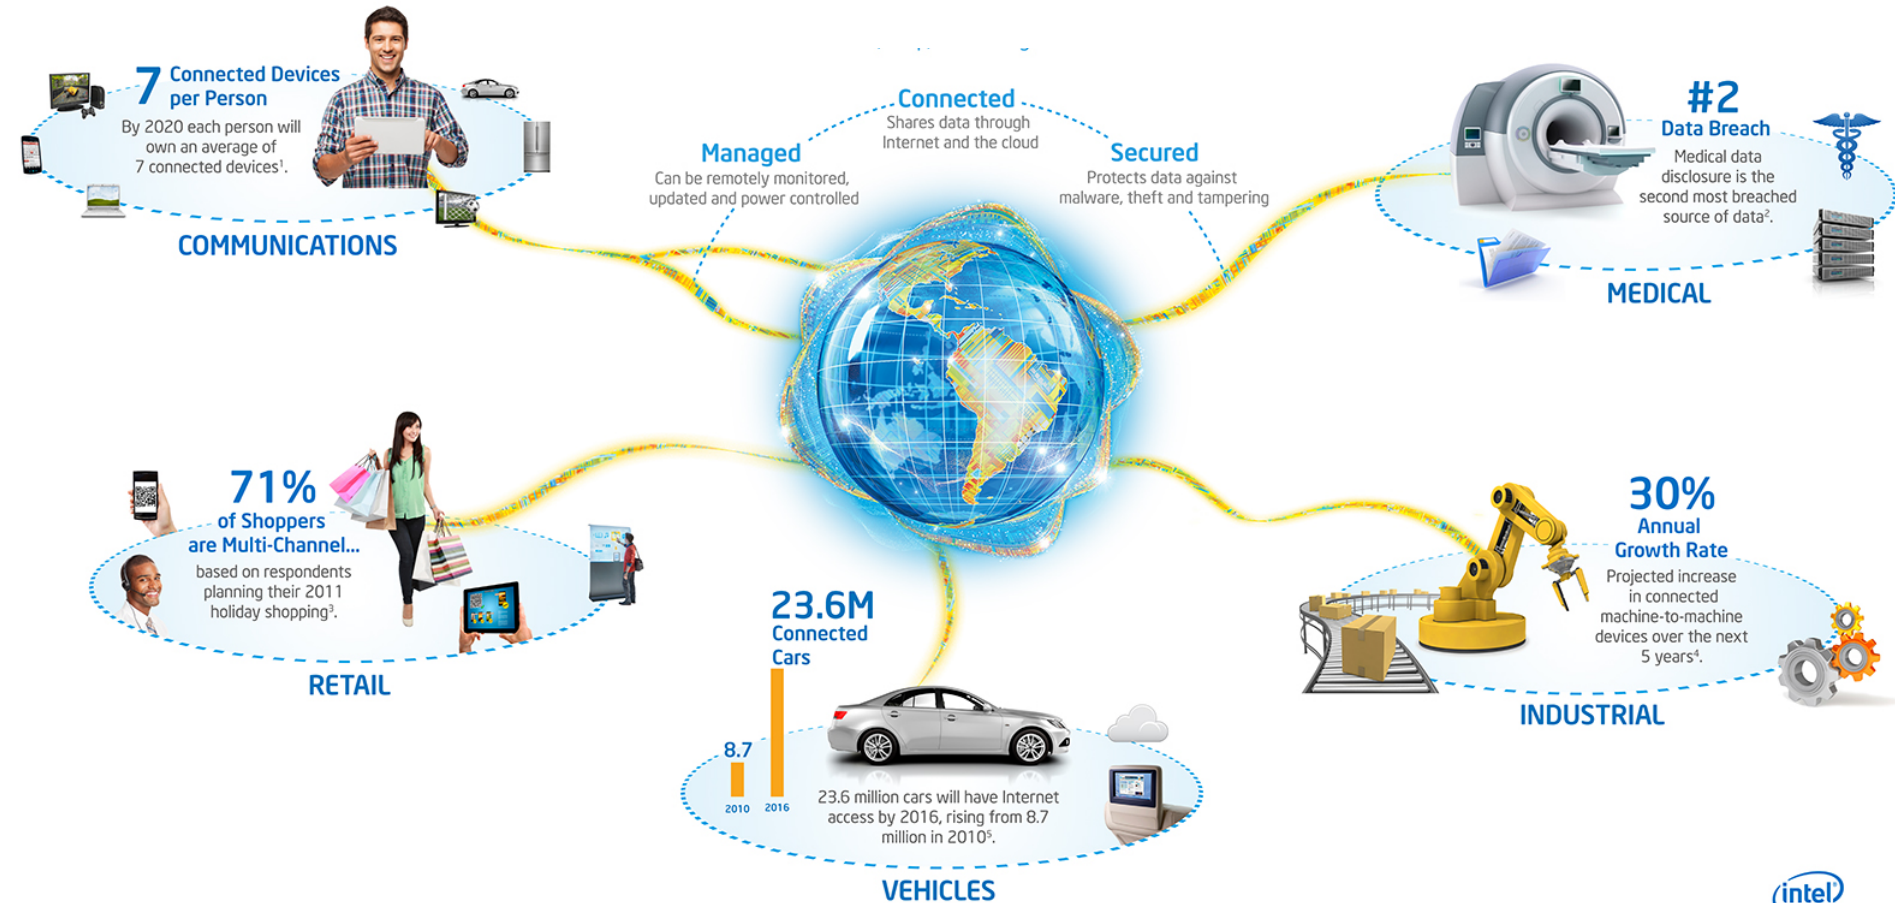 7 Connected Devices
per Person
By 2020 each person will
own an average of
7 connected devices¹.
COMMUNICATIONS
Managed
Can be remotely monitored,
updated and power controlled
Connected
Shares data through
Internet and the cloud
Secured
Protects data against
malware, theft and tampering
#2
Data Breach
Medical data
disclosure is the
second most breached
source of data².
MEDICAL
71%
of Shoppers
are Multi-Channel...
based on respondents
planning their 2011
holiday shopping³.
RETAIL
23.6M
Connected
Cars
8.7
2010 2016
23.6 million cars will have Internet
access by 2016, rising from 8.7
million in 2010⁵.
VEHICLES
30%
Annual
Growth Rate
Projected increase
in connected
machine-to-machine
devices over the next
5 years⁴.
INDUSTRIAL
intel®